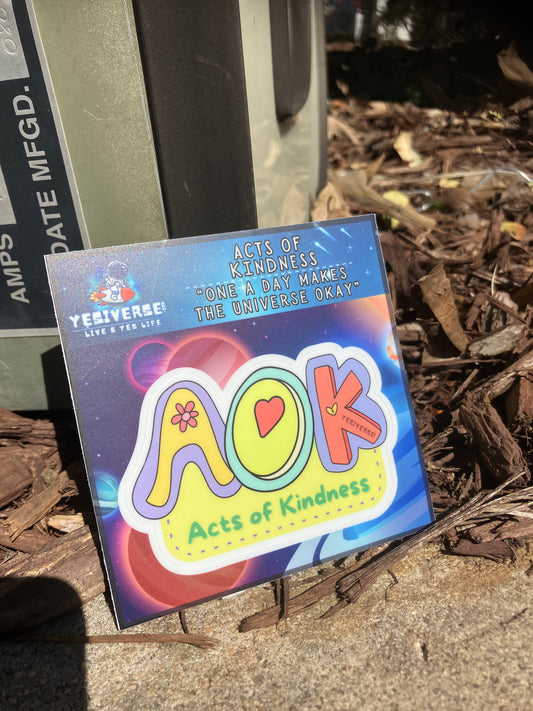 080
AMPS
DATE MFGD.
YESIVERSE
LIVE A YES LIFE
ACTS OF
KINDNESS
"ONE A DAY MAKES
THE UNIVERSE OKAY"
AOK
YESIVERSE!
Acts of Kindness